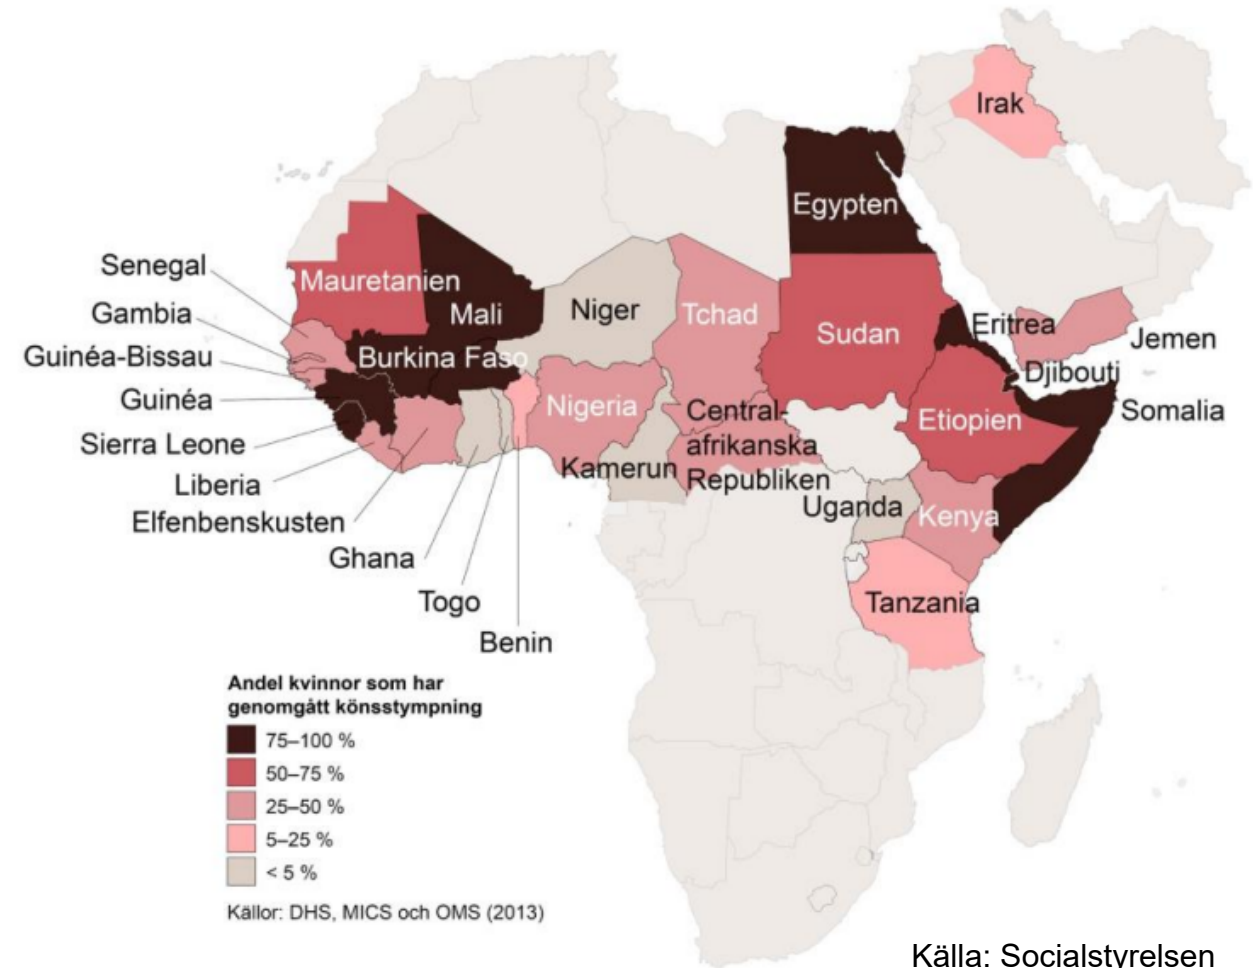 Irak
Egypten
Senegal
Mauretanien
Gambia
Mali
Niger
Tchad
Sudan
Eritrea
Jemen
Guinéa-Bissau
Burkina Faso
Djibouti
Guinéa
Nigeria
Central-
afrikanska
Republiken
Etiopien
Somalia
Sierra Leone
Kamerun
Liberia
Uganda
Kenya
Elfenbenskusten
Ghana
Togo
Tanzania
Benin
Andel kvinnor som har
genomgått könsstympning
75–100 %
50–75 %
25–50 %
5–25 %
< 5 %
Källor: DHS, MICS och OMS (2013)
Källa: Socialstyrelsen